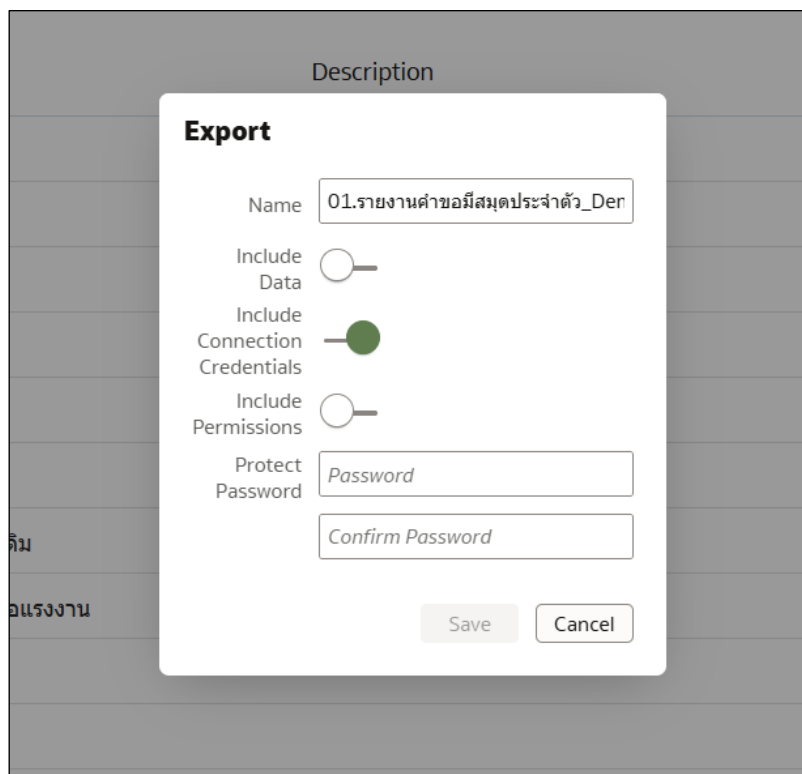 Description
Export
Name
01.รายงานคำขอมีสมุดประจำตัว_Den
Include
Data
Include
Connection
Credentials
Include
Permissions
Protect
Password
Password
Confirm Password
ดิม
อแรงงาน
Save
Cancel